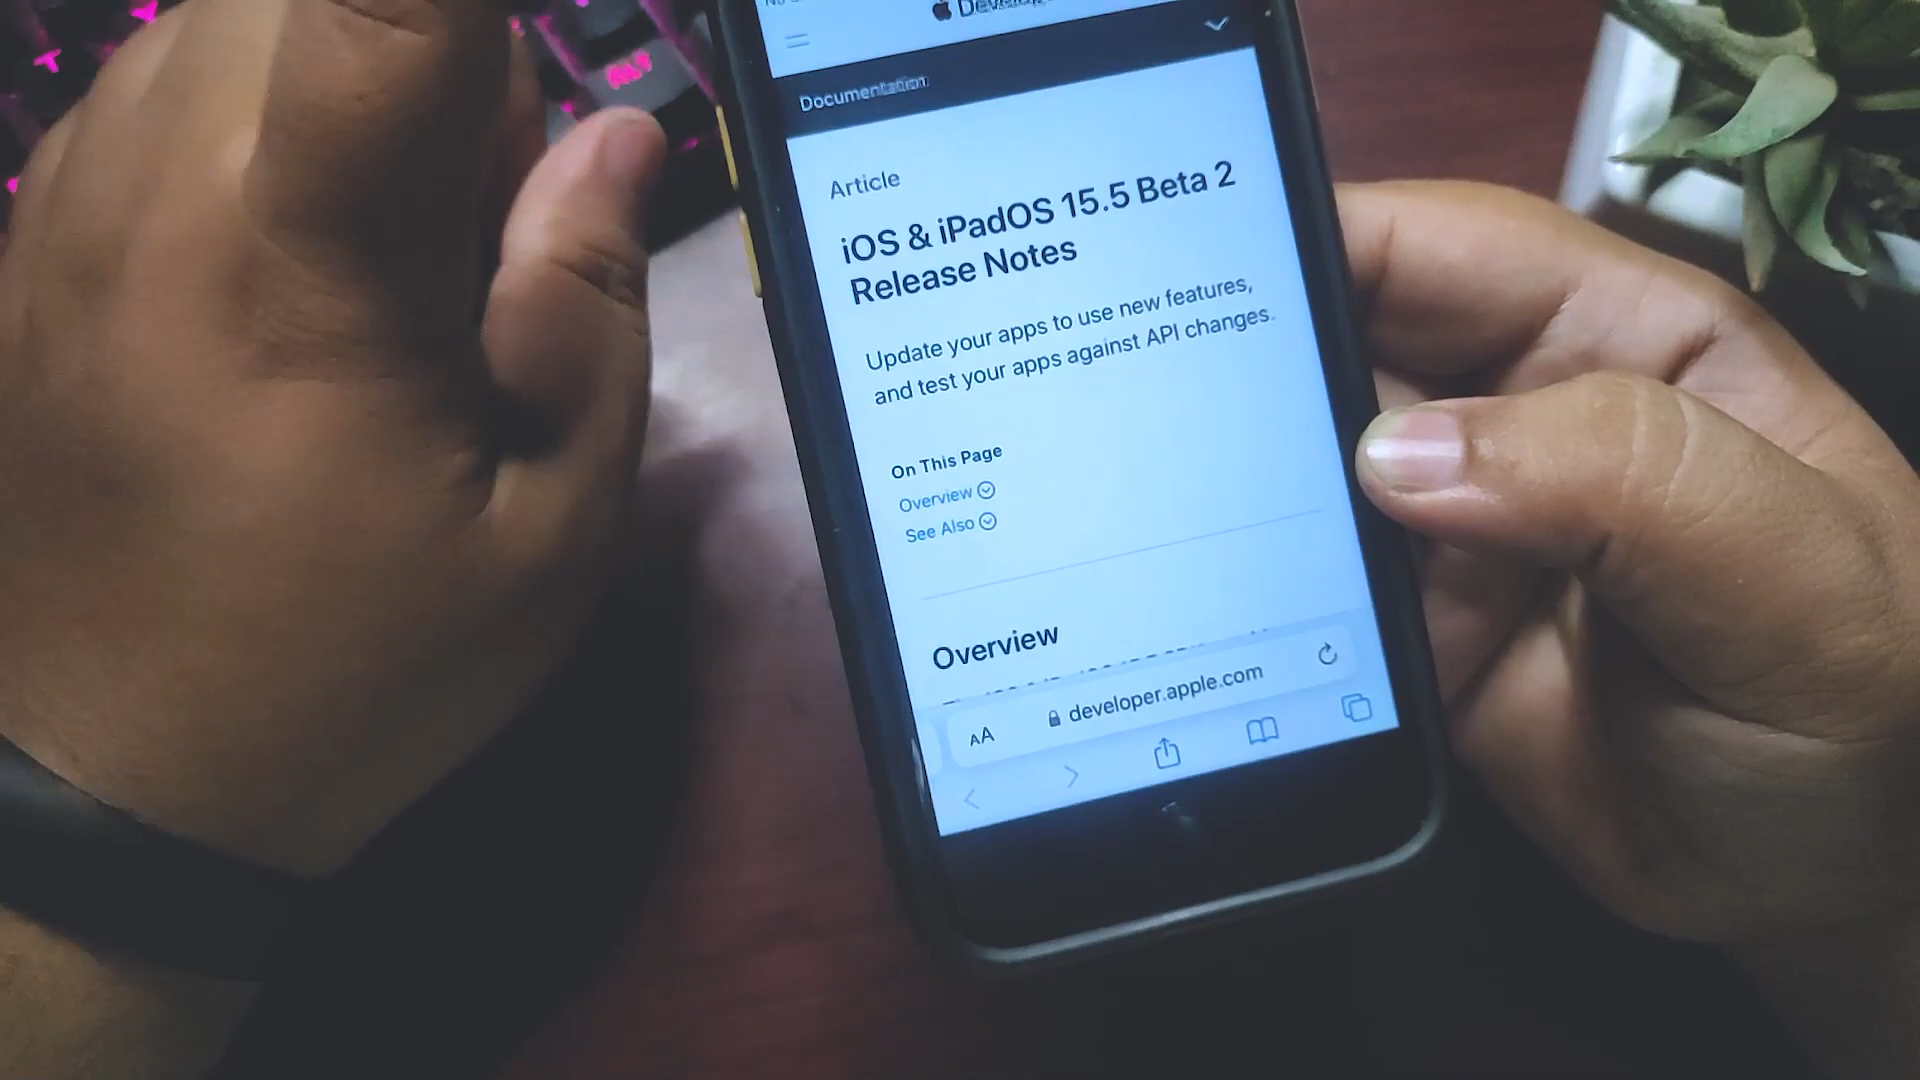 Documentation
Article
iOS & iPadOS 15.5 Beta 2
Release Notes
Update your apps to use new features,
and test your apps against API changes.
On This Page
Overview
See Also
Overview
AA
developer.apple.com